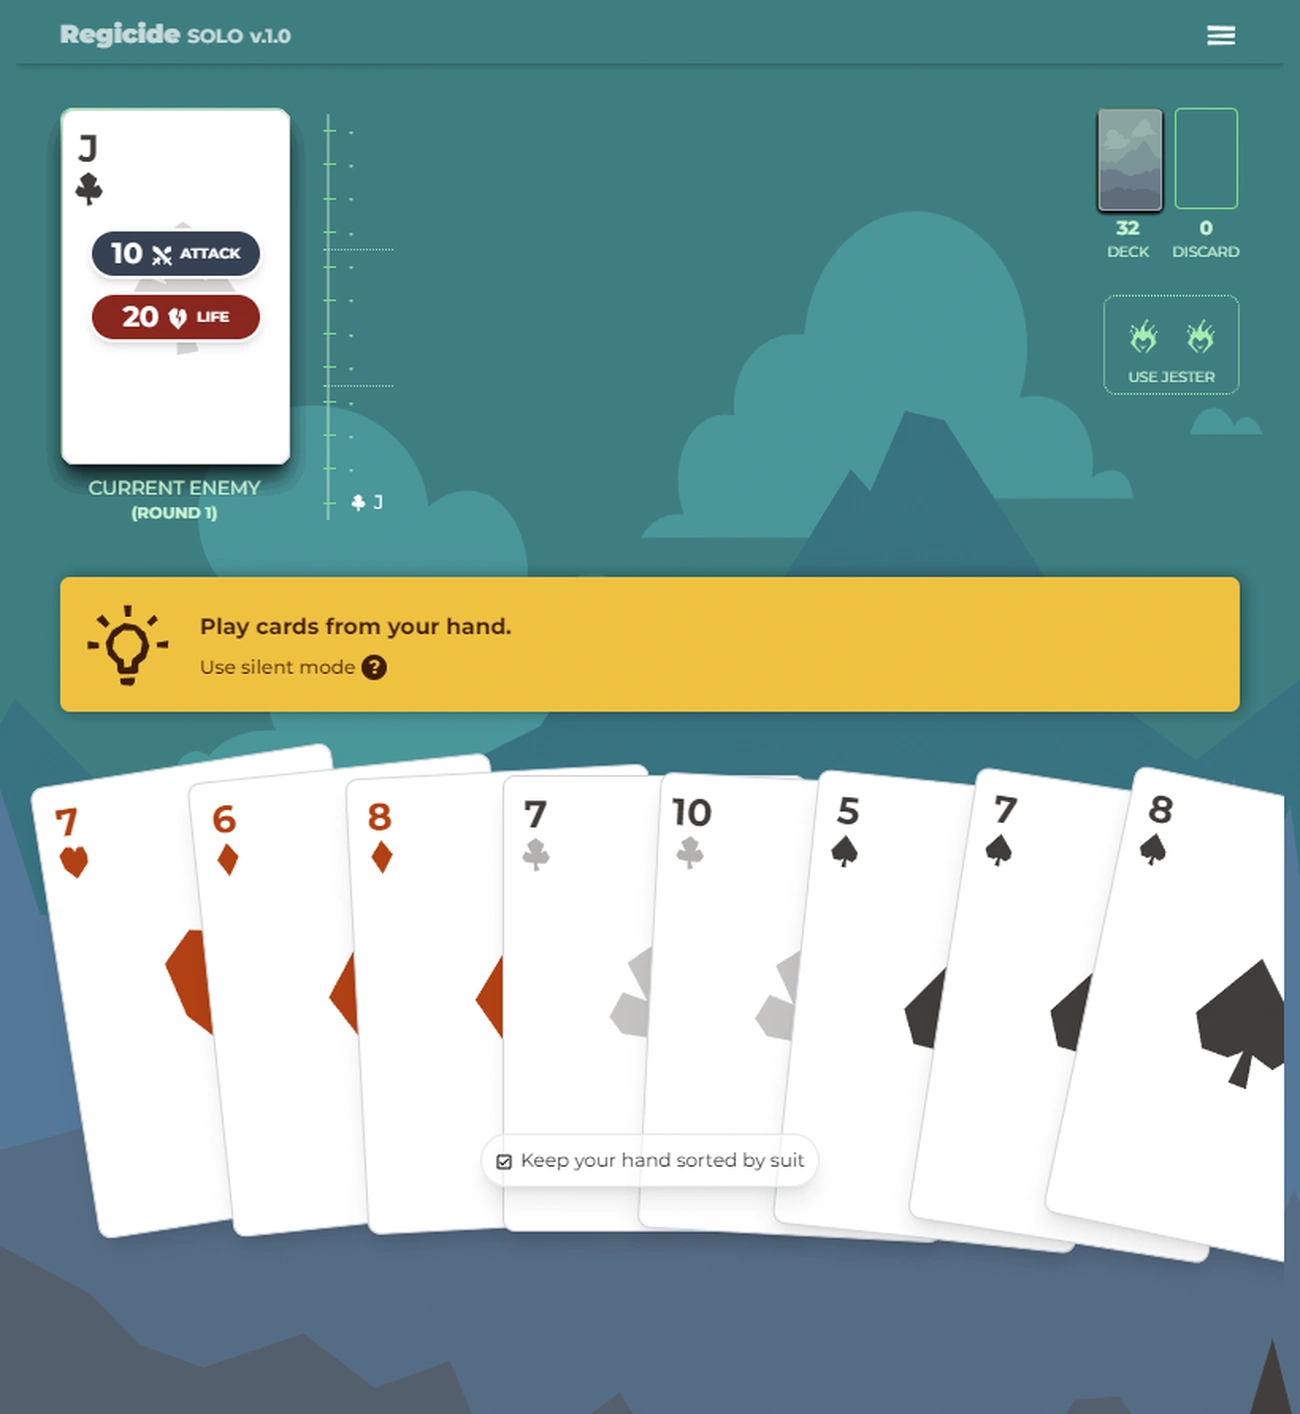 Regicide SOLO v.1.0
J
10 ATTACK
20 LIFE
CURRENT ENEMY
(ROUND 1)
J
32
DECK
0
DISCARD
USE JESTER
Play cards from your hand.
Use silent mode ?
7
6
8
7
10
5
7
8
Keep your hand sorted by suit